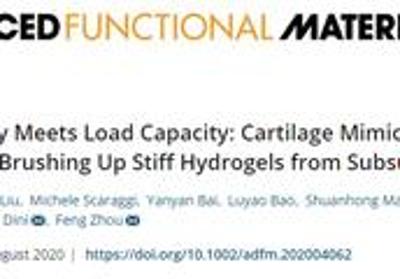 CED FUNCTIONAL MATER
y Meets Load Capacity: Cartilage Mimic
Brushing Up Stiff Hydrogels from Subs
Liu, Michele Scaraggi, Yanyan Bai, Luyao Bao, Shuanhong Ma
Dini, Feng Zhou
ugust 2020 | https://doi.org/10.1002/adfm.202004062